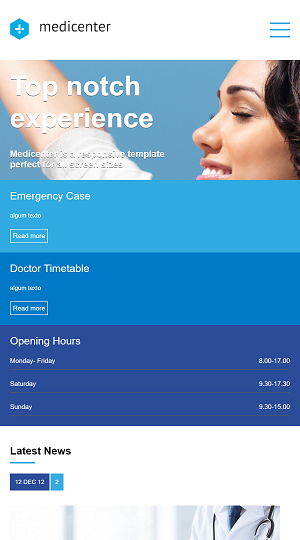 medicenter
Top notch
experience
Medicenter is a responsive template
perfect for all screen sizes
Emergency Case
algum texto
Read more
Doctor Timetable
algum texto
Read more
Opening Hours
Monday- Friday 8.00-17.00
Saturday 9.30-17.30
Sunday 9.30-15.00
Latest News
12 DEC 12 2